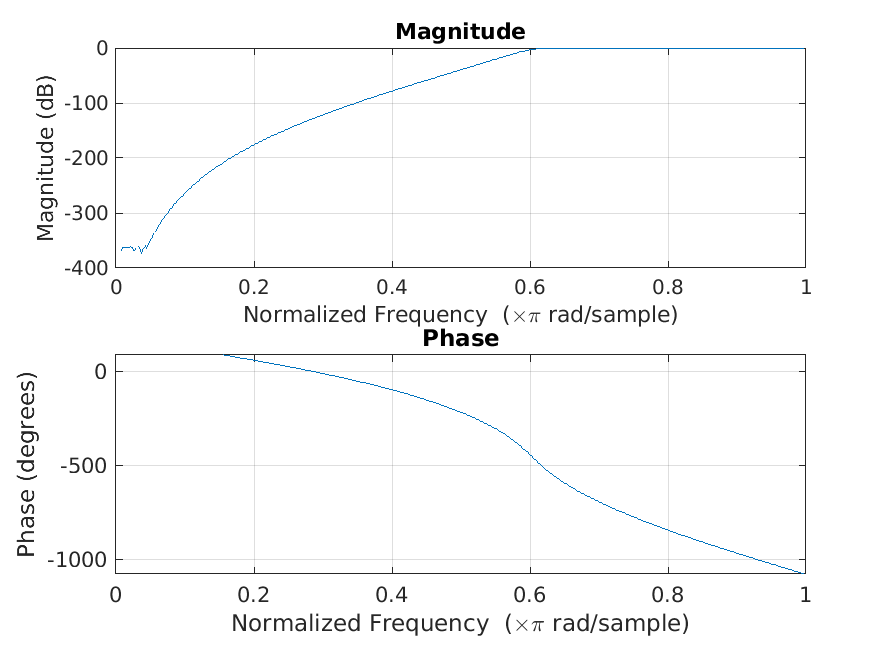 Magnitude
0
-100
-200
-300
-400
Magnitude (dB)
0 0.2 0.4 0.6 0.8 1
Normalized Frequency (×π rad/sample)
Phase
0
-500
-1000
Phase (degrees)
0 0.2 0.4 0.6 0.8 1
Normalized Frequency (×π rad/sample)